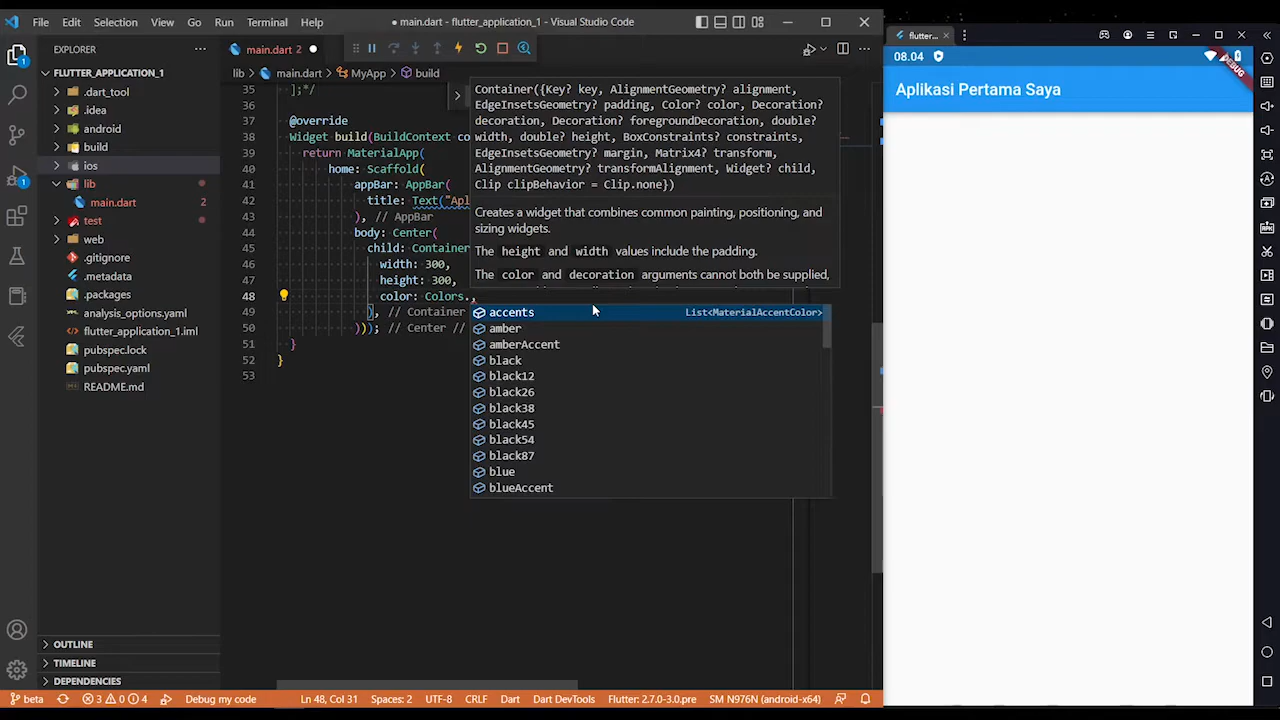 File Edit Selection View Go Run Terminal Help
● main.dart - flutter_application_1 - Visual Studio Code
flutter...
EXPLORER
main.dart 2
08.04
DEBUG
FLUTTER_APPLICATION_1
lib > main.dart > MyApp > build
Aplikasi Pertama Saya
.dart_tool
.idea
android
build
ios
lib
main.dart 2
test
web
.gitignore
.metadata
.packages
analysis_options.yaml
flutter_application_1.iml
pubspec.lock
pubspec.yaml
README.md
35 ];*/
36
37 @override
38 Widget build(BuildContext co
39 return MaterialApp(
40 home: Scaffold(
41 appBar: AppBar(
42 title: Text("Apl
43 ), // AppBar
44 body: Center(
45 child: Container
46 width: 300,
47 height: 300,
48 color: Colors.,
49 ), // Container
50 ))); // Center //
51 }
52 }
53
Container({Key? key, AlignmentGeometry? alignment,
EdgeInsetsGeometry? padding, Color? color, Decoration?
decoration, Decoration? foregroundDecoration, double?
width, double? height, BoxConstraints? constraints,
EdgeInsetsGeometry? margin, Matrix4? transform,
AlignmentGeometry? transformAlignment, Widget? child,
Clip clipBehavior = Clip.none})
Creates a widget that combines common painting, positioning, and
sizing widgets.
The height and width values include the padding.
The color and decoration arguments cannot both be supplied,
accents List<MaterialAccentColor>
amber
amberAccent
black
black12
black26
black38
black45
black54
black87
blue
blueAccent
OUTLINE
TIMELINE
DEPENDENCIES
beta 3 0 4 Debug my code Ln 48, Col 31 Spaces: 2 UTF-8 CRLF Dart Dart DevTools Flutter: 2.7.0-3.0.pre SM N976N (android-x64)